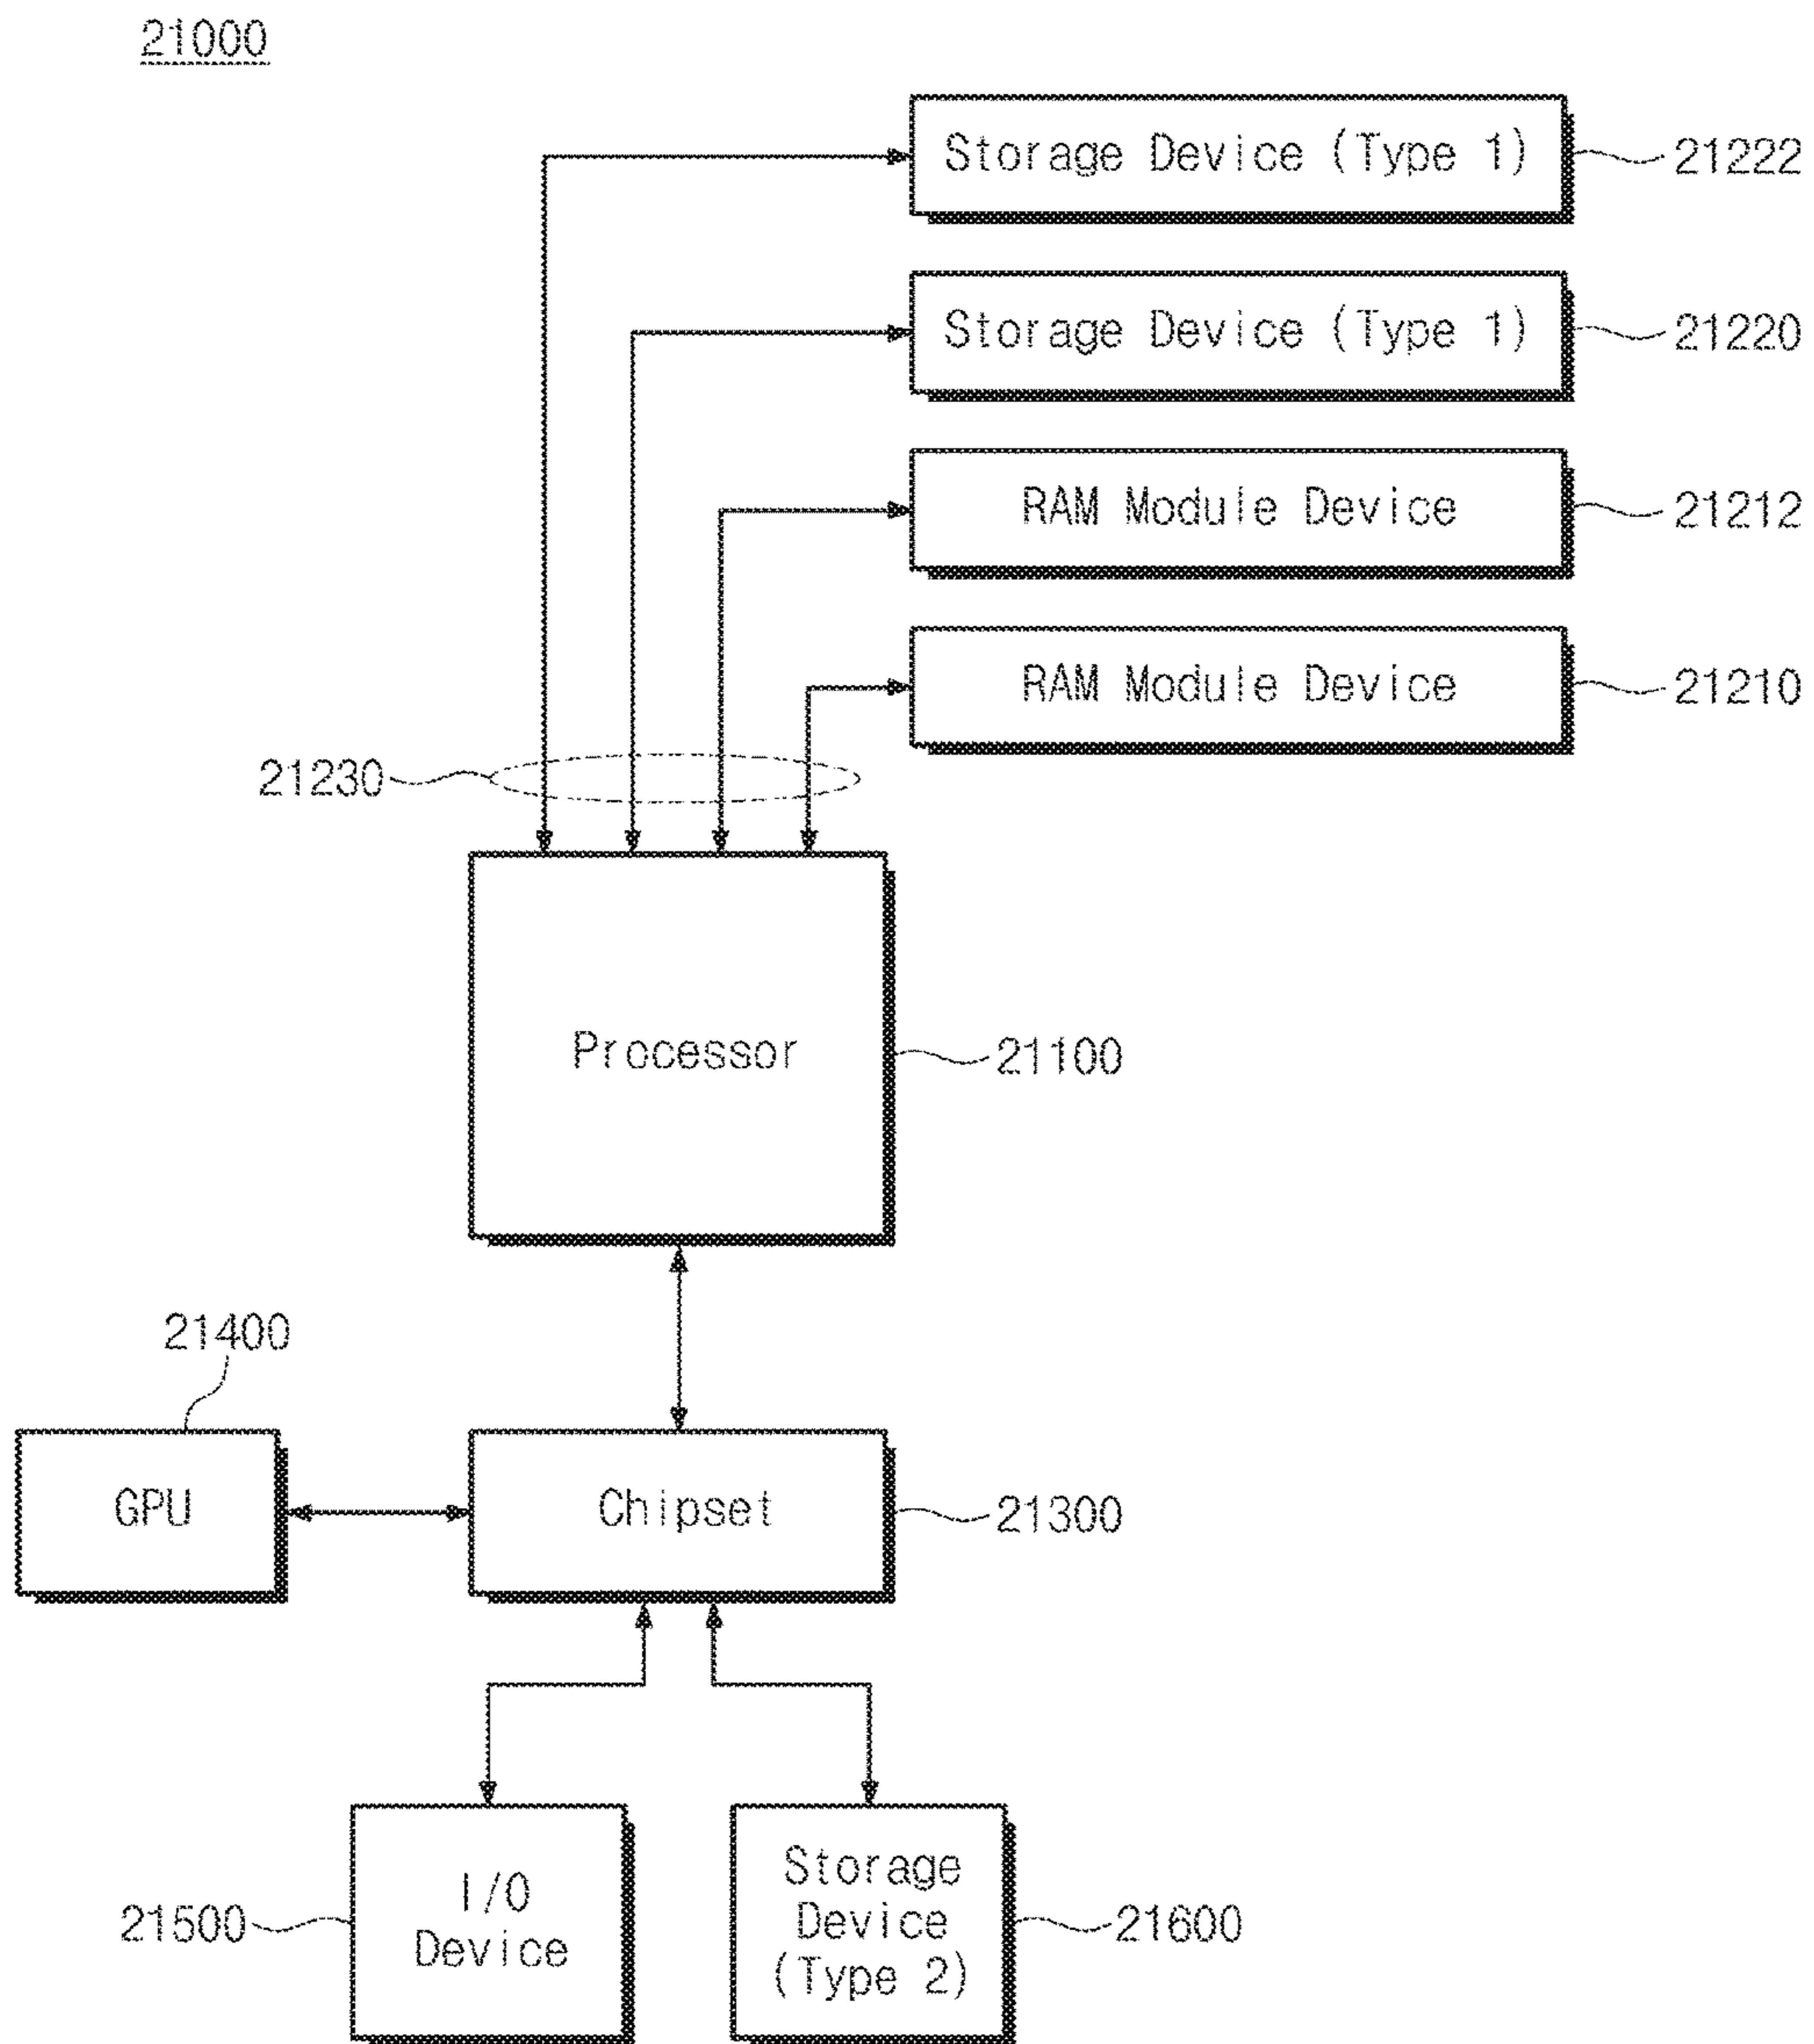 21000
Storage Device (Type 1)
21222
Storage Device (Type 1)
21220
RAM Module Device
21212
RAM Module Device
21210
21230
Processor
21100
21400
GPU
Chipset
21300
I/O
Device
21500
Storage
Device
(Type 2)
21600